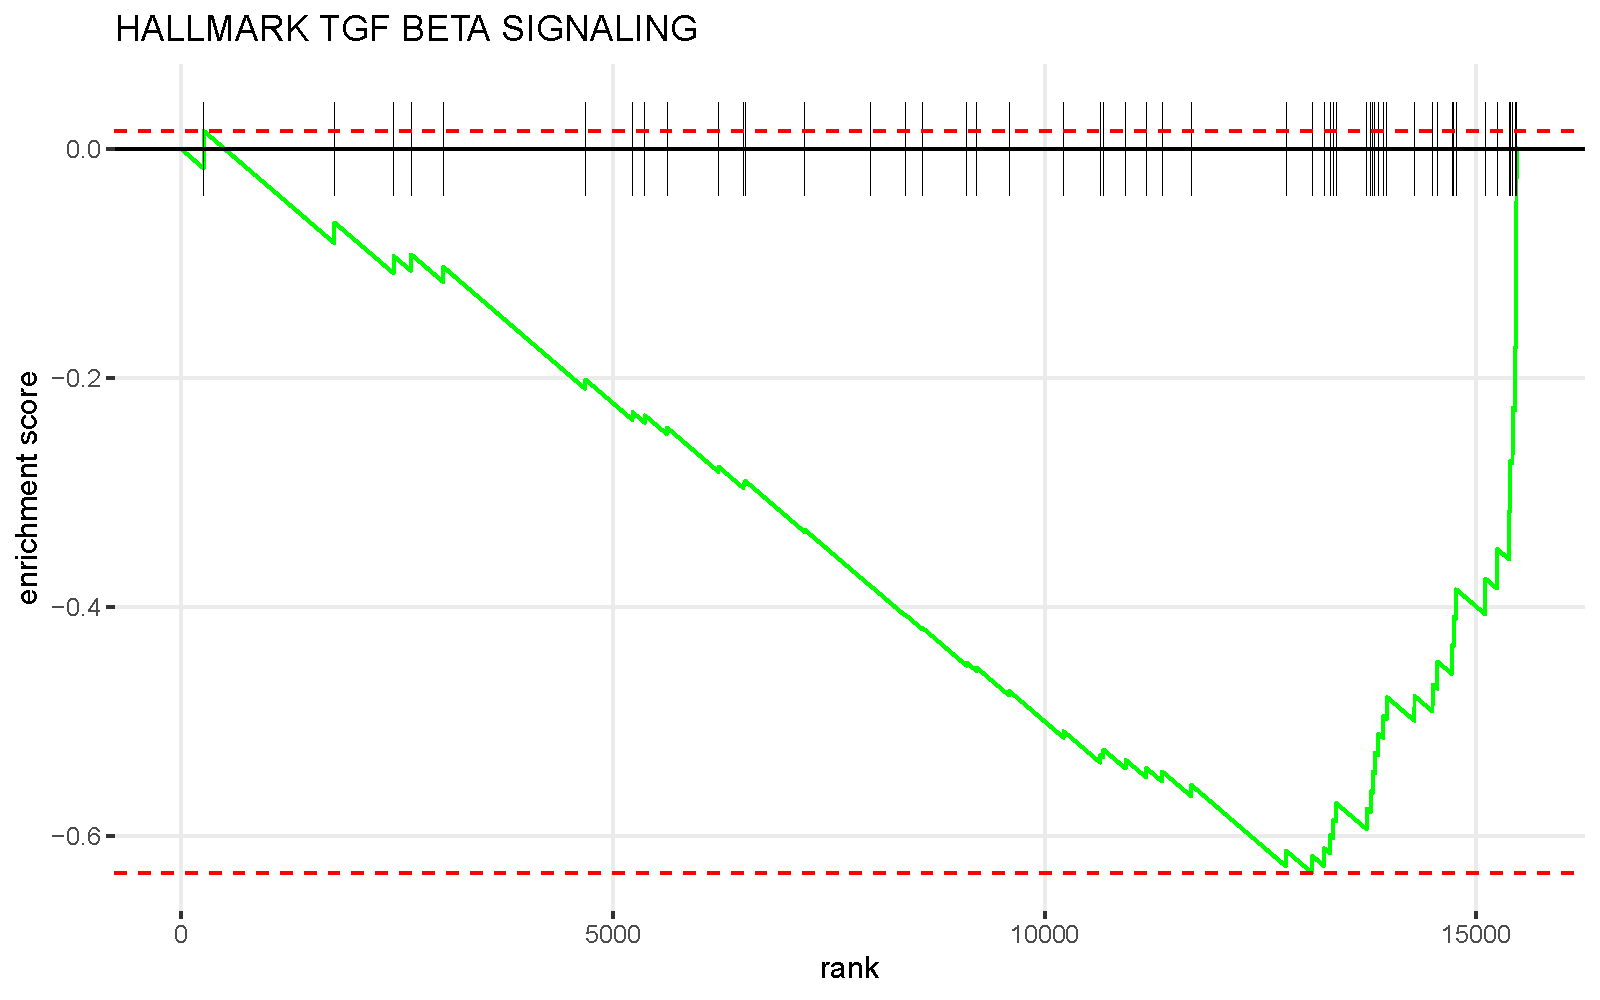 HALLMARK TGF BETA SIGNALING
0.0
−0.2
−0.4
−0.6
enrichment score
0 5000 10000 15000
rank